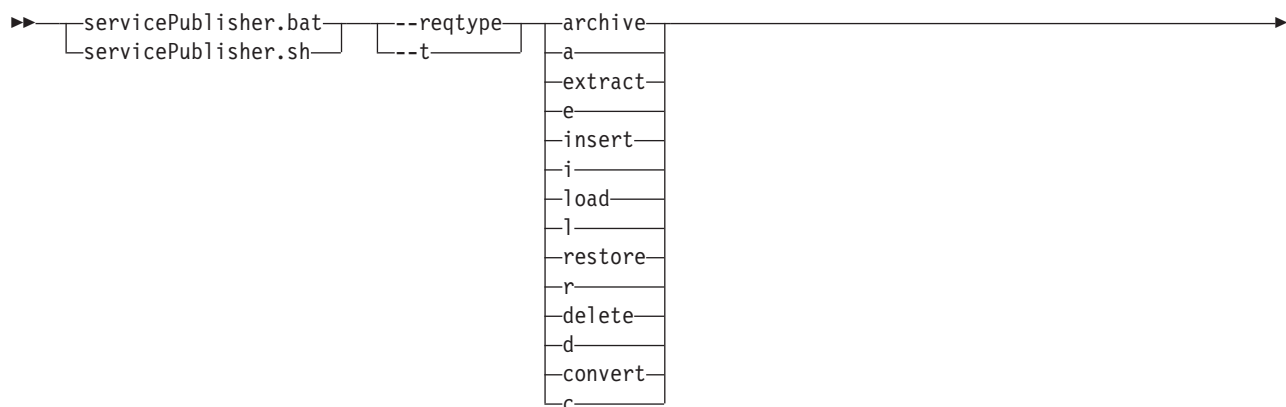 servicePublisher.bat --reqtype archive
servicePublisher.sh --t a
extract
e
insert
i
load
l
restore
r
delete
d
convert
c